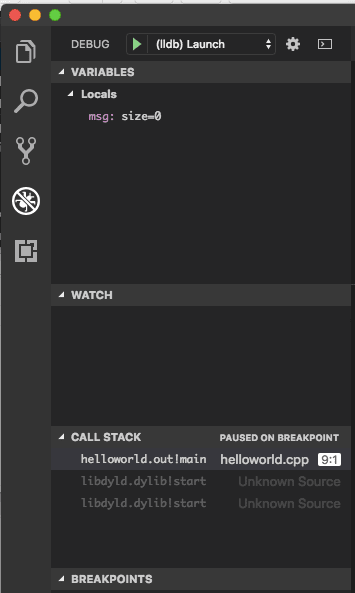 DEBUG (lldb) Launch
VARIABLES
Locals
msg: size=0
WATCH
CALL STACK PAUSED ON BREAKPOINT
helloworld.out!main helloworld.cpp 9:1
libdyld.dylib!start Unknown Source
libdyld.dylib!start Unknown Source
BREAKPOINTS